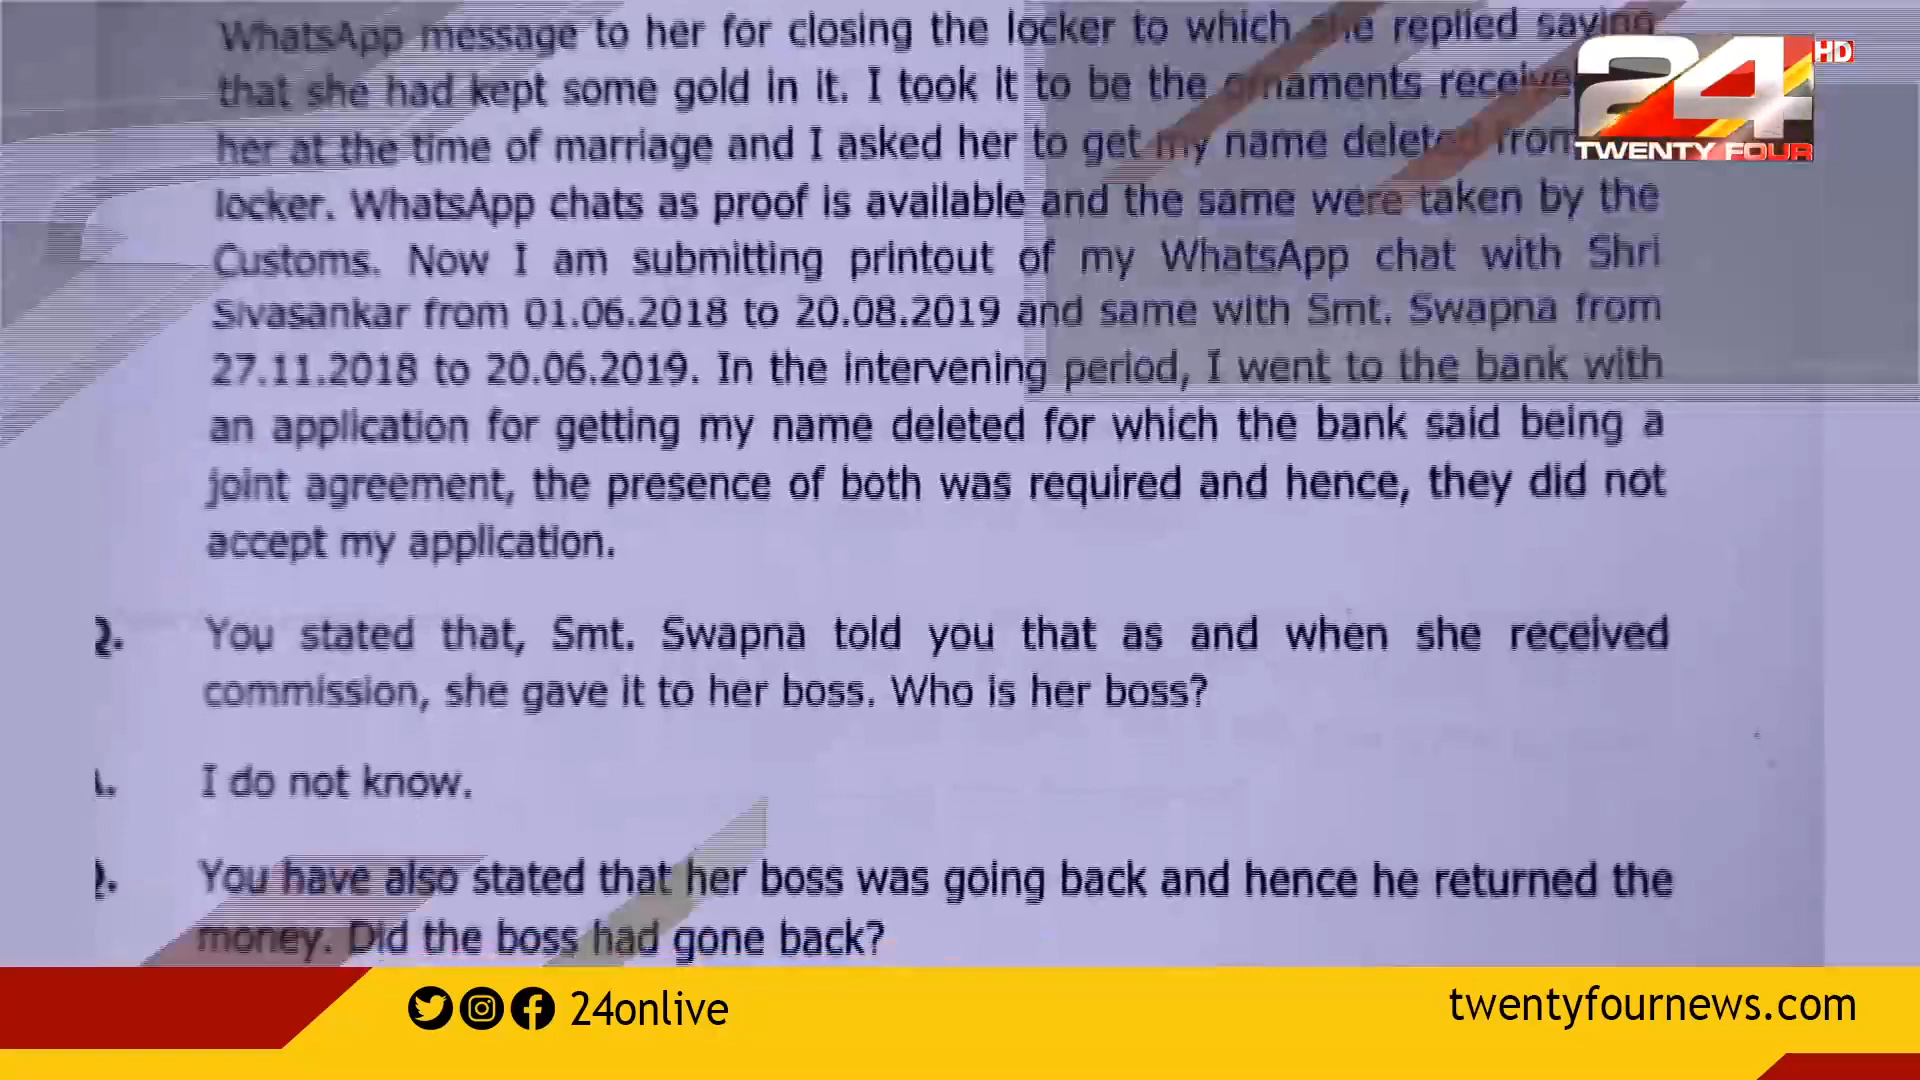 WhatsApp message to her for closing the locker to which she replied saying
that she had kept some gold in it. I took it to be the ornaments receive
her at the time of marriage and I asked her to get my name deleted from
locker. WhatsApp chats as proof is available and the same were taken by the
Customs. Now I am submitting printout of my WhatsApp chat with Shri
Sivasankar from 01.06.2018 to 20.08.2019 and same with Smt. Swapna from
27.11.2018 to 20.06.2019. In the intervening period, I went to the bank with
an application for getting my name deleted for which the bank said being a
joint agreement, the presence of both was required and hence, they did not
accept my application.
Q. You stated that, Smt. Swapna told you that as and when she received
commission, she gave it to her boss. Who is her boss?
I do not know.
You have also stated that her boss was going back and hence he returned the
money. Did the boss had gone back?
24 HD
TWENTY FOUR
24onlive
twentyfournews.com